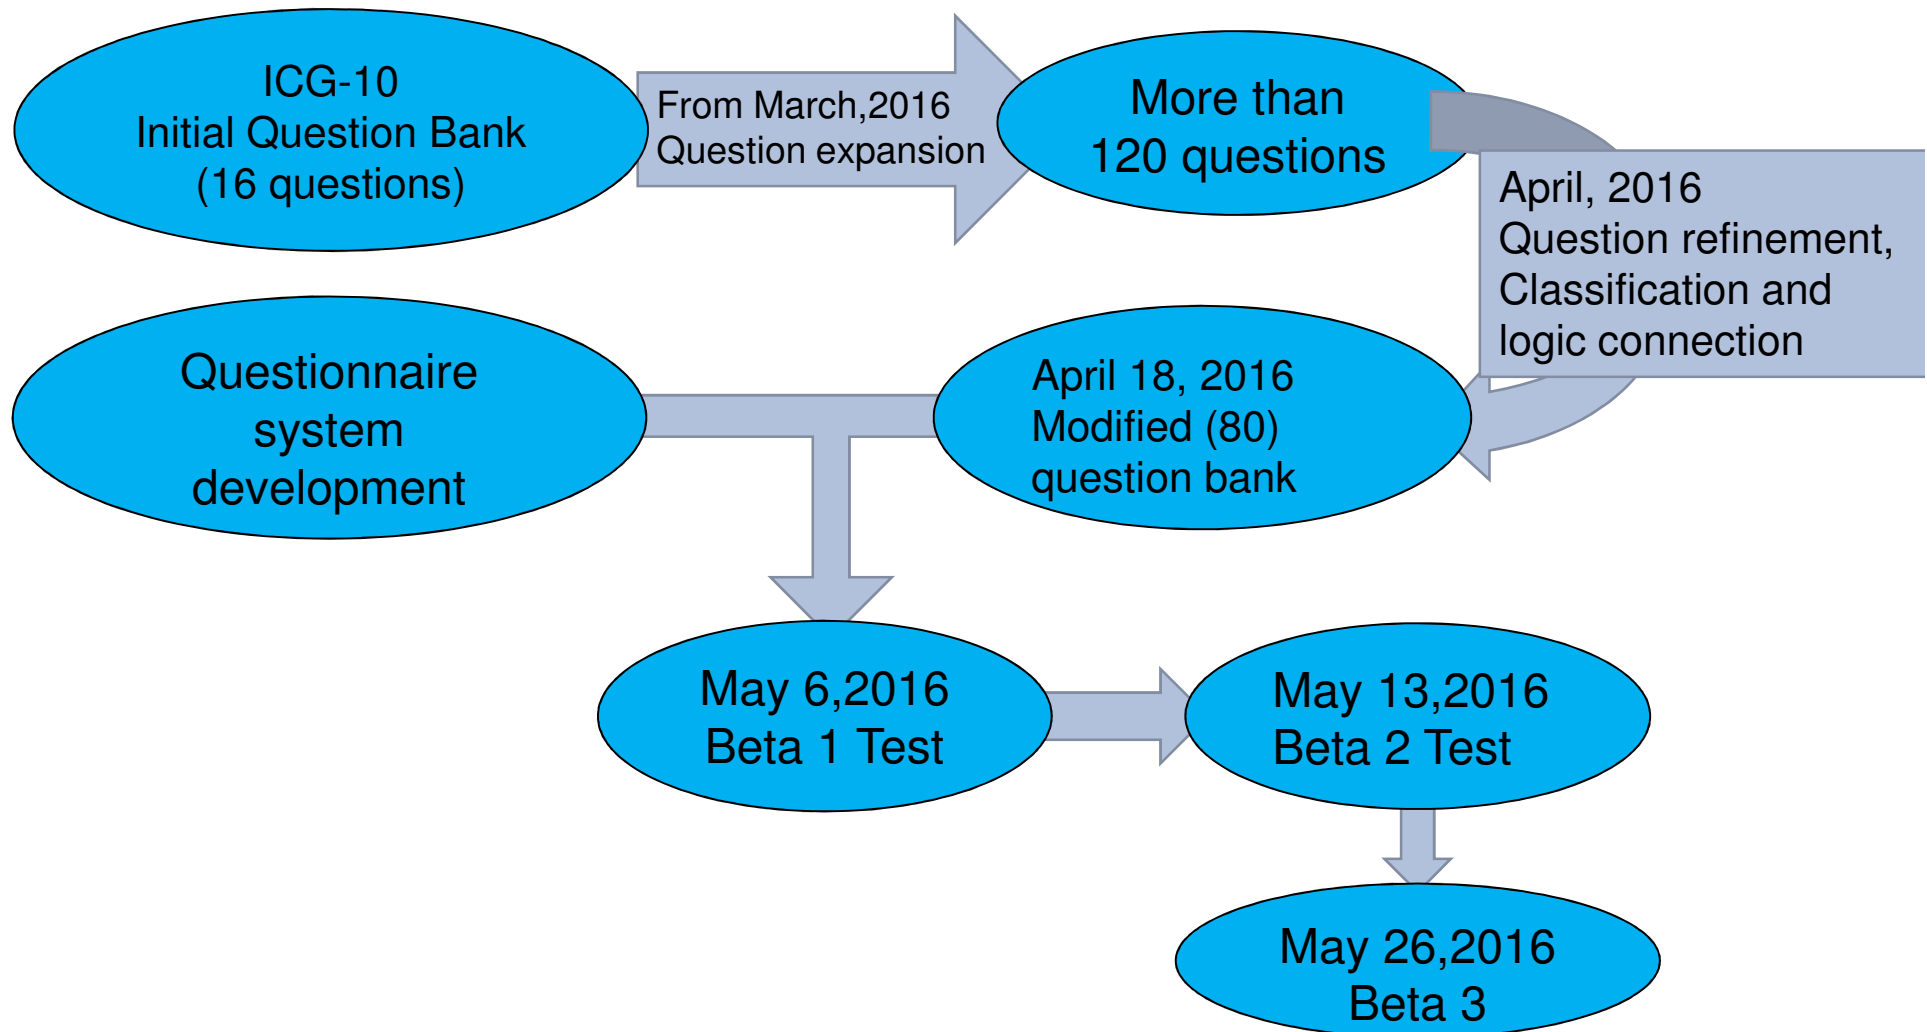 ICG-10
Initial Question Bank
(16 questions)
From March,2016
Question expansion
More than
120 questions
April, 2016
Question refinement,
Classification and
logic connection
Questionnaire
system
development
April 18, 2016
Modified (80)
question bank
May 6,2016
Beta 1 Test
May 13,2016
Beta 2 Test
May 26,2016
Beta 3